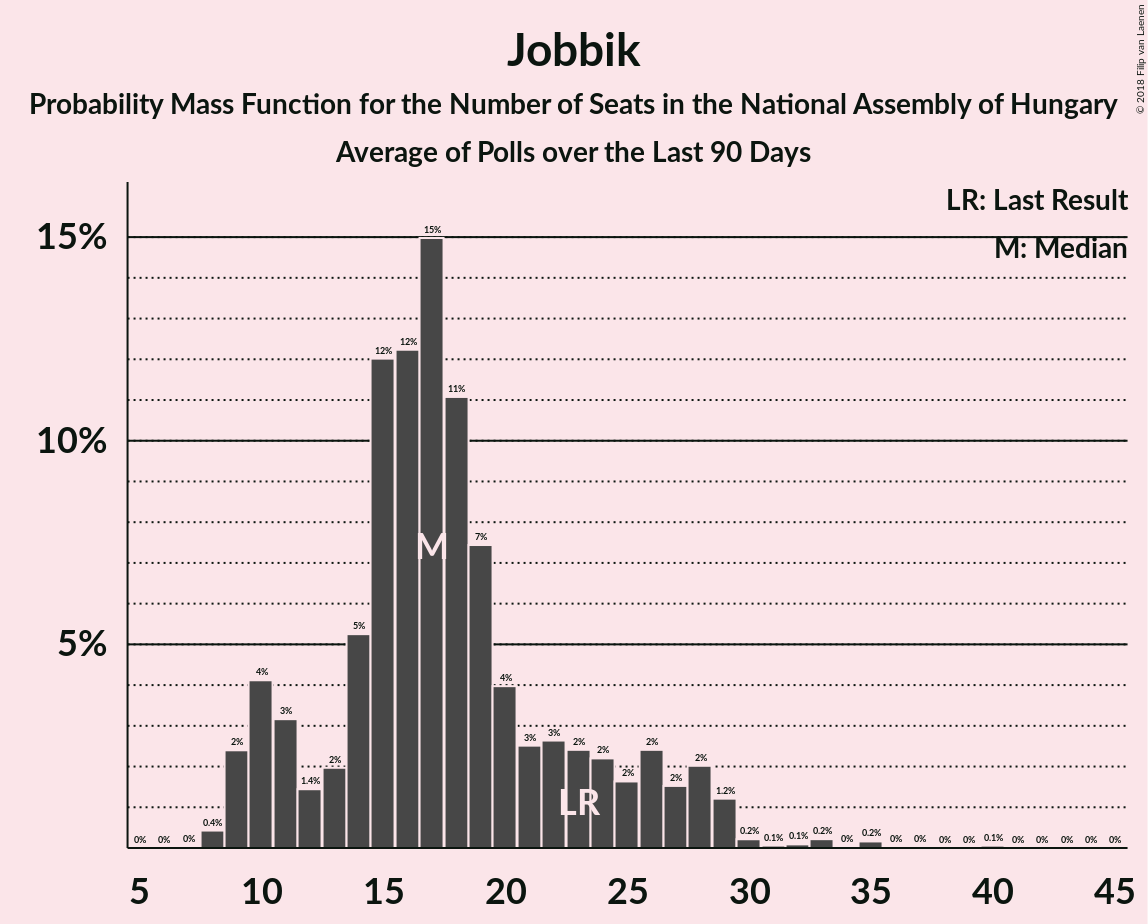 Jobbik
Probability Mass Function for the Number of Seats in the National Assembly of Hungary
Average of Polls over the Last 90 Days
© 2018 Filip van Laenen
LR: Last Result
M: Median
15%
10%
5%
0% 0% 0% 0.4% 2% 4% 3% 1.4% 2% 5% 12% 12% 15% 11% 7% 4% 3% 3% 2% 2% 2% 2% 2% 2% 1.2% 0.2% 0.1% 0.1% 0.2% 0% 0.2% 0% 0% 0% 0% 0.1% 0% 0% 0% 0% 0%
M
LR
5 10 15 20 25 30 35 40 45